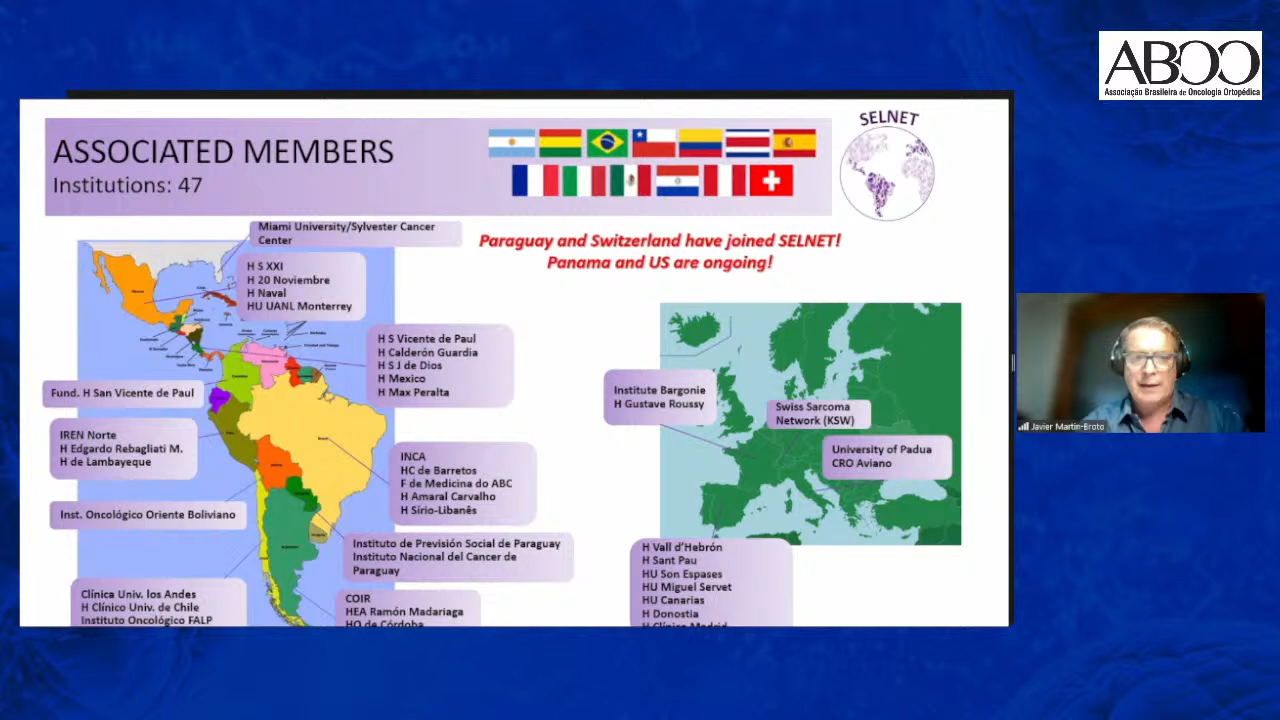 ABOO
Associação Brasileira de Oncologia Ortopédica
ASSOCIATED MEMBERS
Institutions: 47
SELNET
Paraguay and Switzerland have joined SELNET!
Panama and US are ongoing!
Miami University/Sylvester Cancer
Center
H S XXI
H 20 Noviembre
H Naval
HU UANL Monterrey
H S Vicente de Paul
H Calderón Guardia
H S J de Dios
H Mexico
H Max Peralta
Fund. H San Vicente de Paul
IREN Norte
H Edgardo Rebagliati M.
H de Lambayeque
INCA
HC de Barretos
F de Medicina do ABC
H Amaral Carvalho
H Sírio-Libanês
Inst. Oncológico Oriente Boliviano
Instituto de Previsión Social de Paraguay
Instituto Nacional del Cancer de
Paraguay
Clínica Univ. los Andes
H Clínico Univ. de Chile
Instituto Oncológico FALP
COIR
HEA Ramón Madariaga
HO de Córdoba
Institute Bargonie
H Gustave Roussy
Swiss Sarcoma
Network (KSW)
University of Padua
CRO Aviano
H Vall d'Hebrón
H Sant Pau
HU Son Espases
HU Miguel Servet
HU Canarias
H Donostia
H Clínico Madrid
Javier Martin-Broto